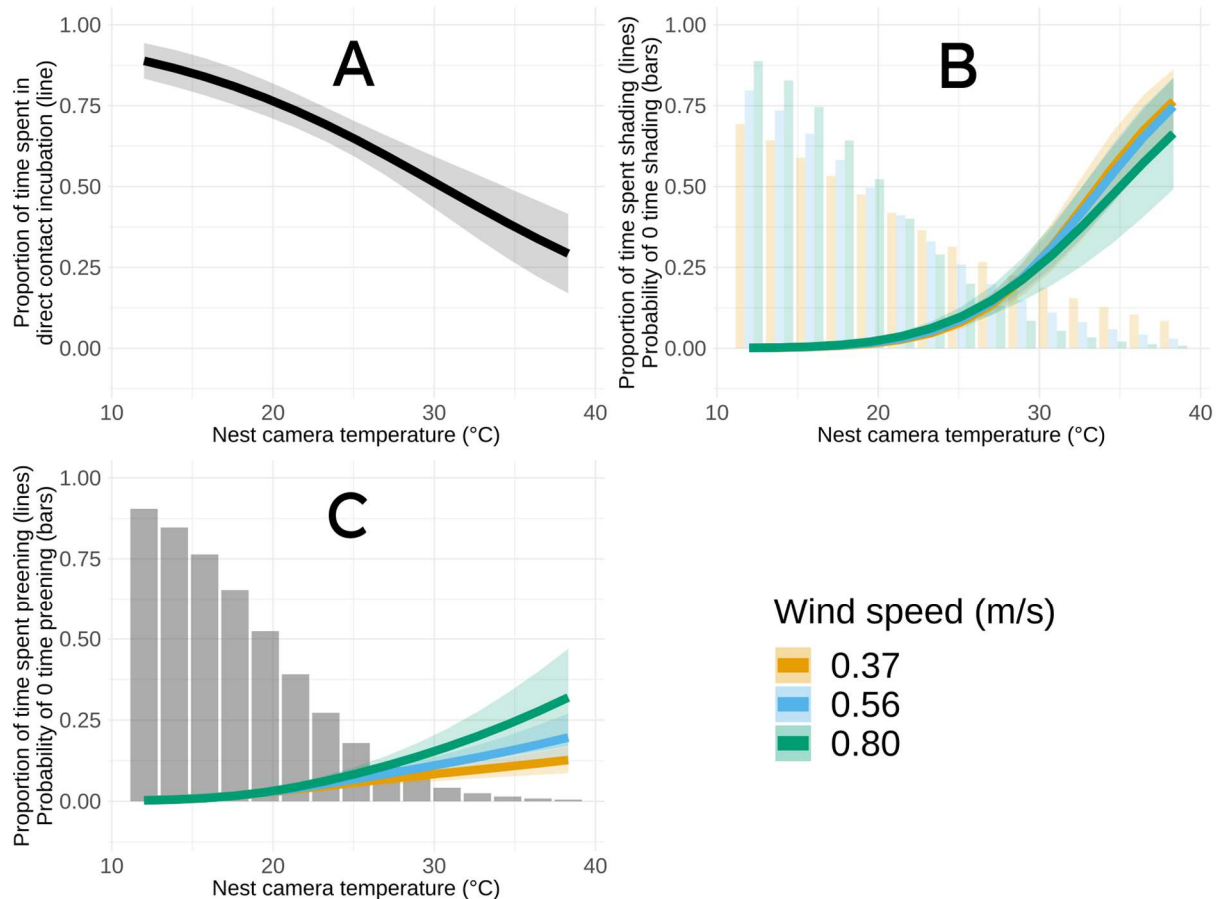 Proportion of time spent in
direct contact incubation (line)
1.00
0.75
0.50
0.25
0.00
A
10 20 30 40
Nest camera temperature (°C)
Proportion of time spent shading (lines)
Probability of 0 time shading (bars)
1.00
0.75
0.50
0.25
0.00
B
10 20 30 40
Nest camera temperature (°C)
Proportion of time spent preening (lines)
Probability of 0 time preening (bars)
1.00
0.75
0.50
0.25
0.00
C
10 20 30 40
Nest camera temperature (°C)
Wind speed (m/s)
0.37
0.56
0.80